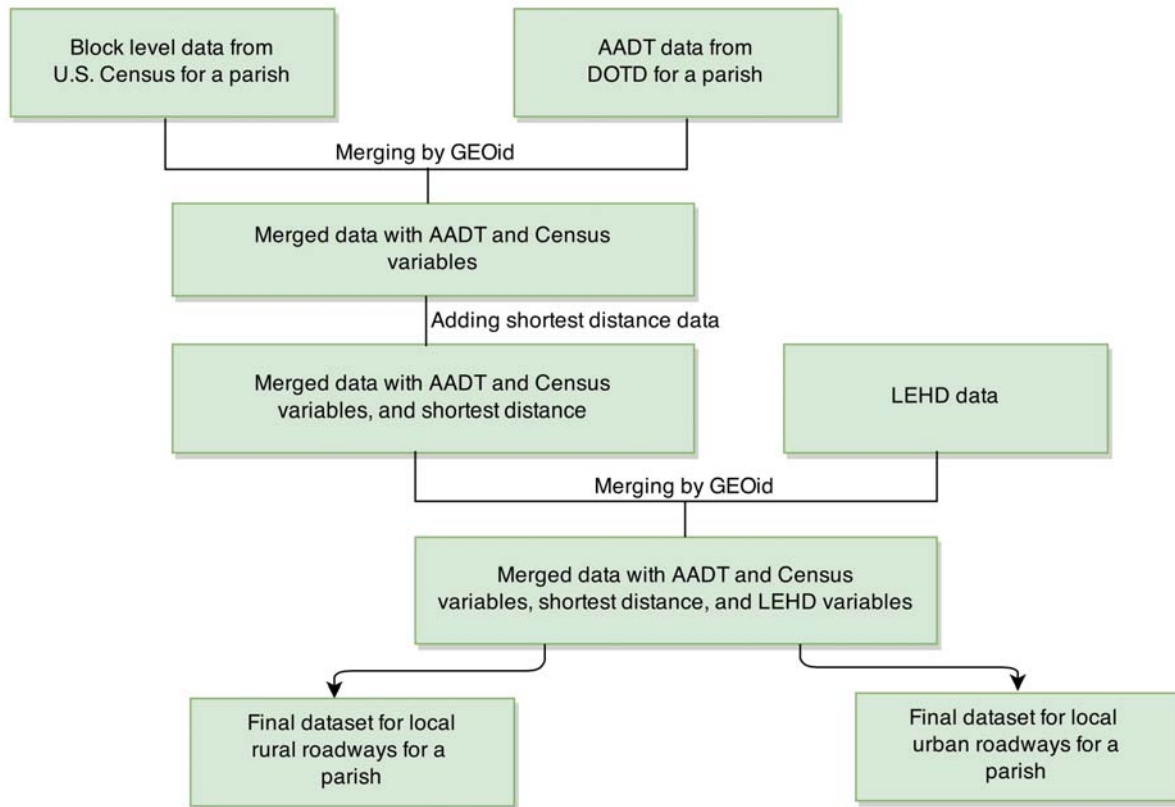 Block level data from
U.S. Census for a parish
AADT data from
DOTD for a parish
Merging by GEOid
Merged data with AADT and Census
variables
Adding shortest distance data
Merged data with AADT and Census
variables, and shortest distance
LEHD data
Merging by GEOid
Merged data with AADT and Census
variables, shortest distance, and LEHD variables
Final dataset for local
rural roadways for a
parish
Final dataset for local
urban roadways for a
parish